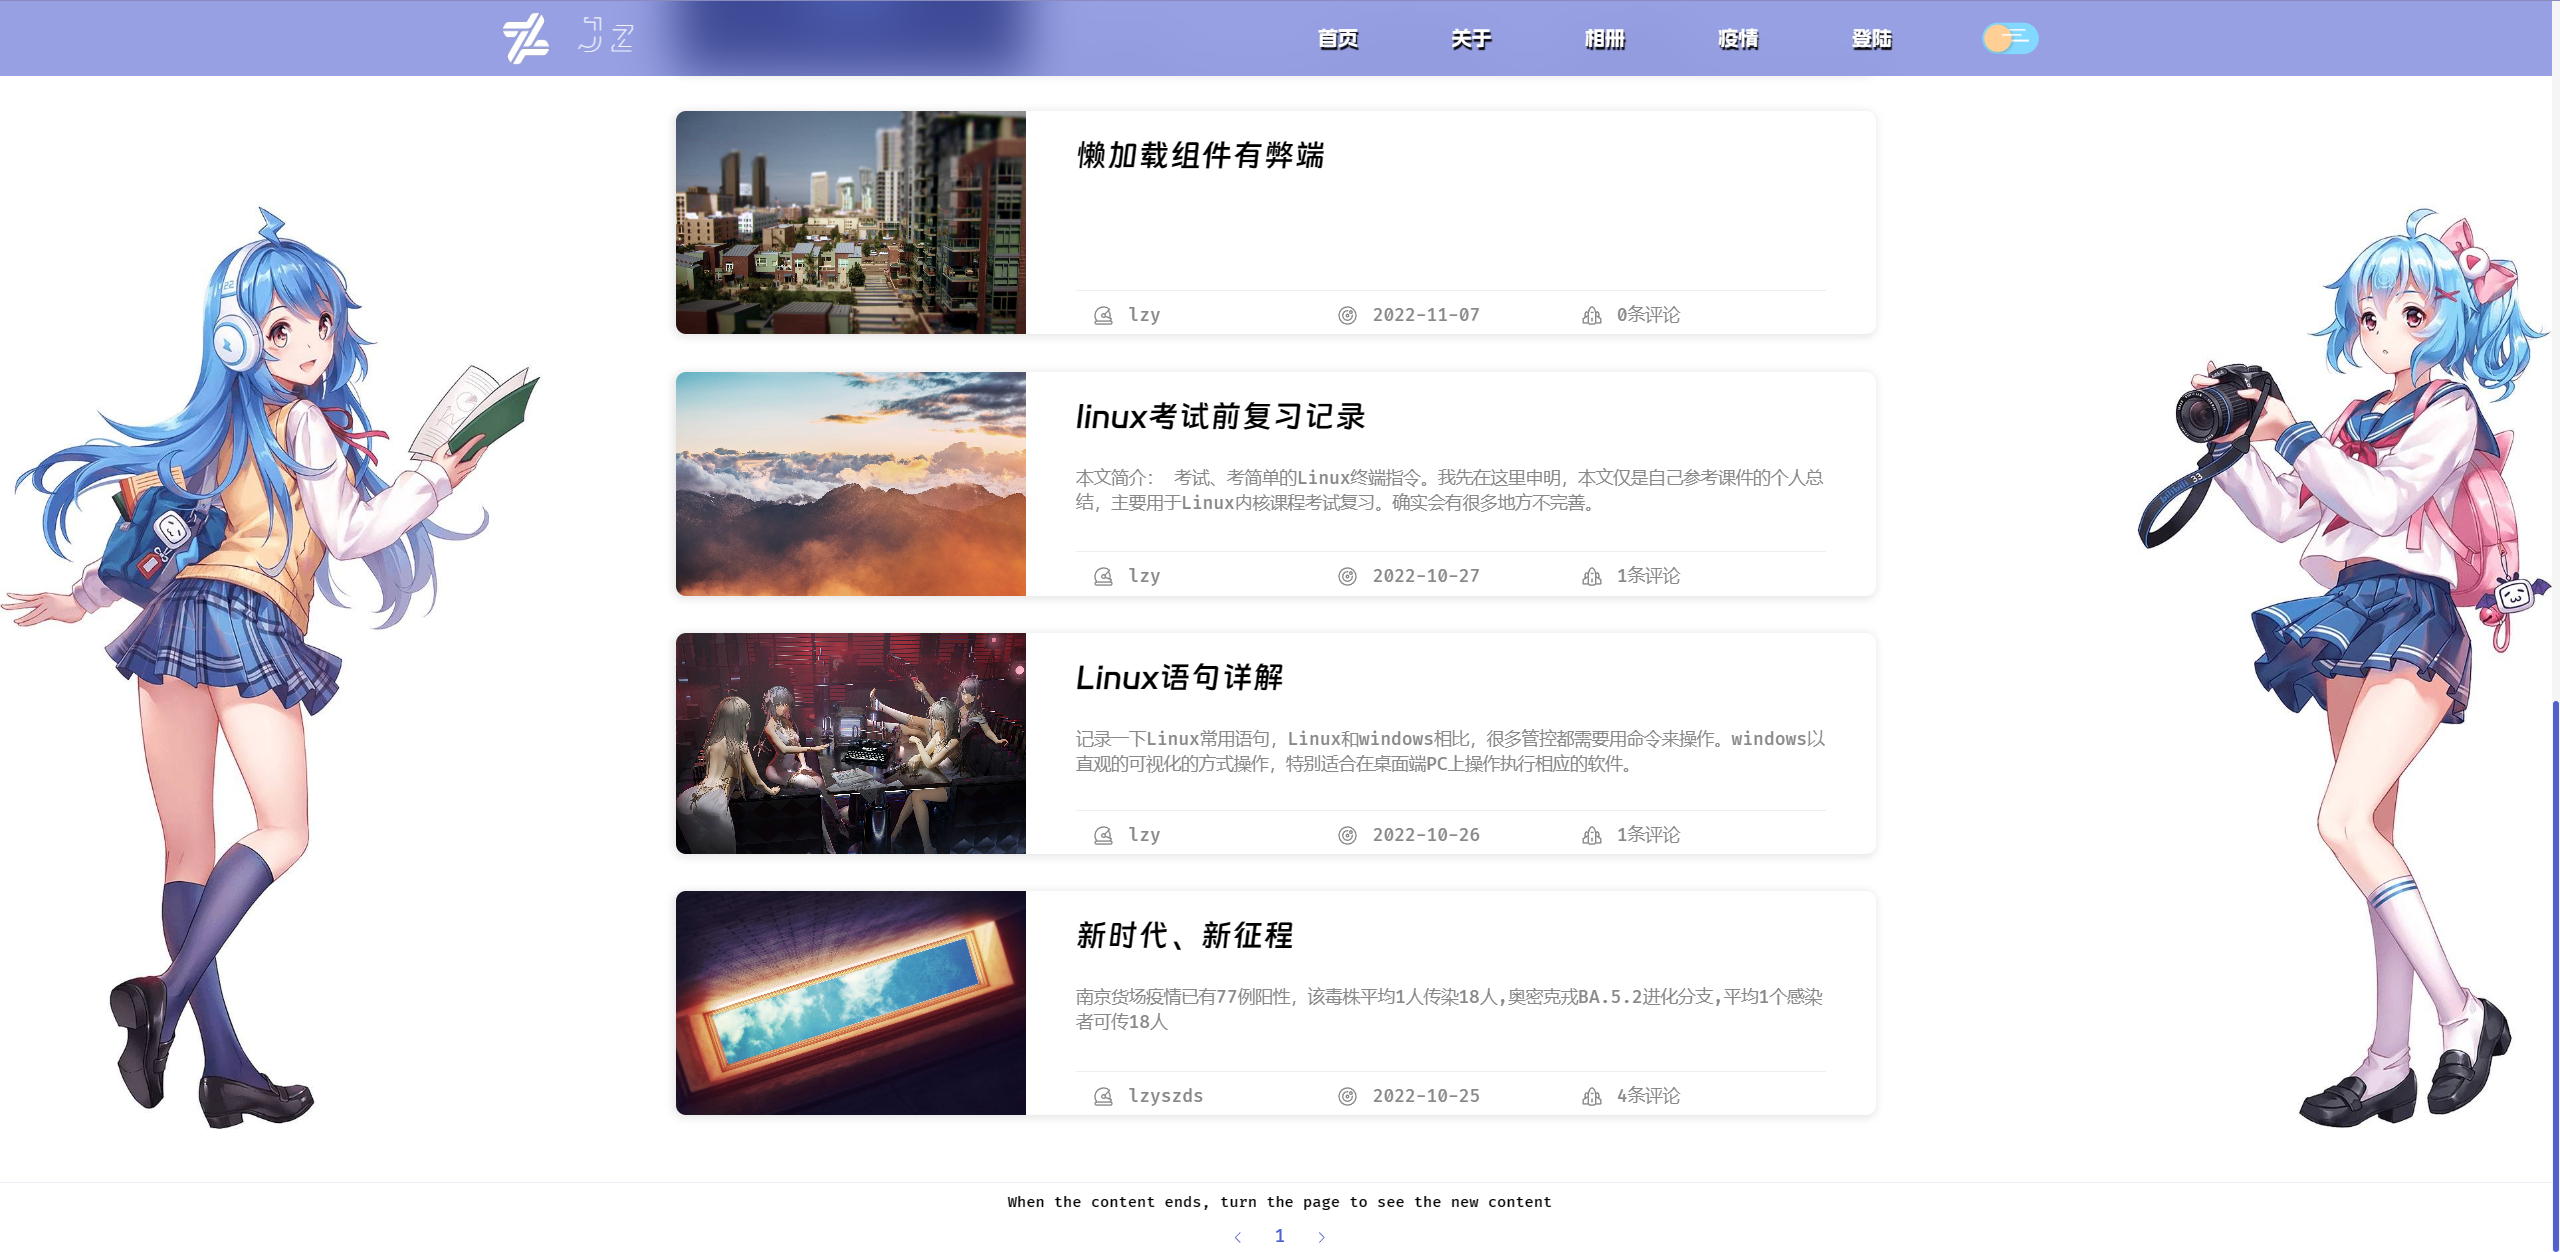 Jz
首页
关于
相册
疫情
登陆
懒加载组件有弊端
lzy
2022-11-07
0条评论
linux考试前复习记录
本文简介： 考试、考简单的Linux终端指令。我先在这里申明，本文仅是自己参考课件的个人总
结，主要用于Linux内核课程考试复习。确实会有很多地方不完善。
lzy
2022-10-27
1条评论
Linux语句详解
记录一下Linux常用语句，Linux和windows相比，很多管控都需要用命令来操作。windows以
直观的可视化的方式操作，特别适合在桌面端PC上操作执行相应的软件。
lzy
2022-10-26
1条评论
新时代、新征程
南京货场疫情已有77例阳性，该毒株平均1人传染18人,奥密克戎BA.5.2进化分支,平均1个感染
者可传18人
lzyszds
2022-10-25
4条评论
22
bilibili 33
When the content ends, turn the page to see the new content
1